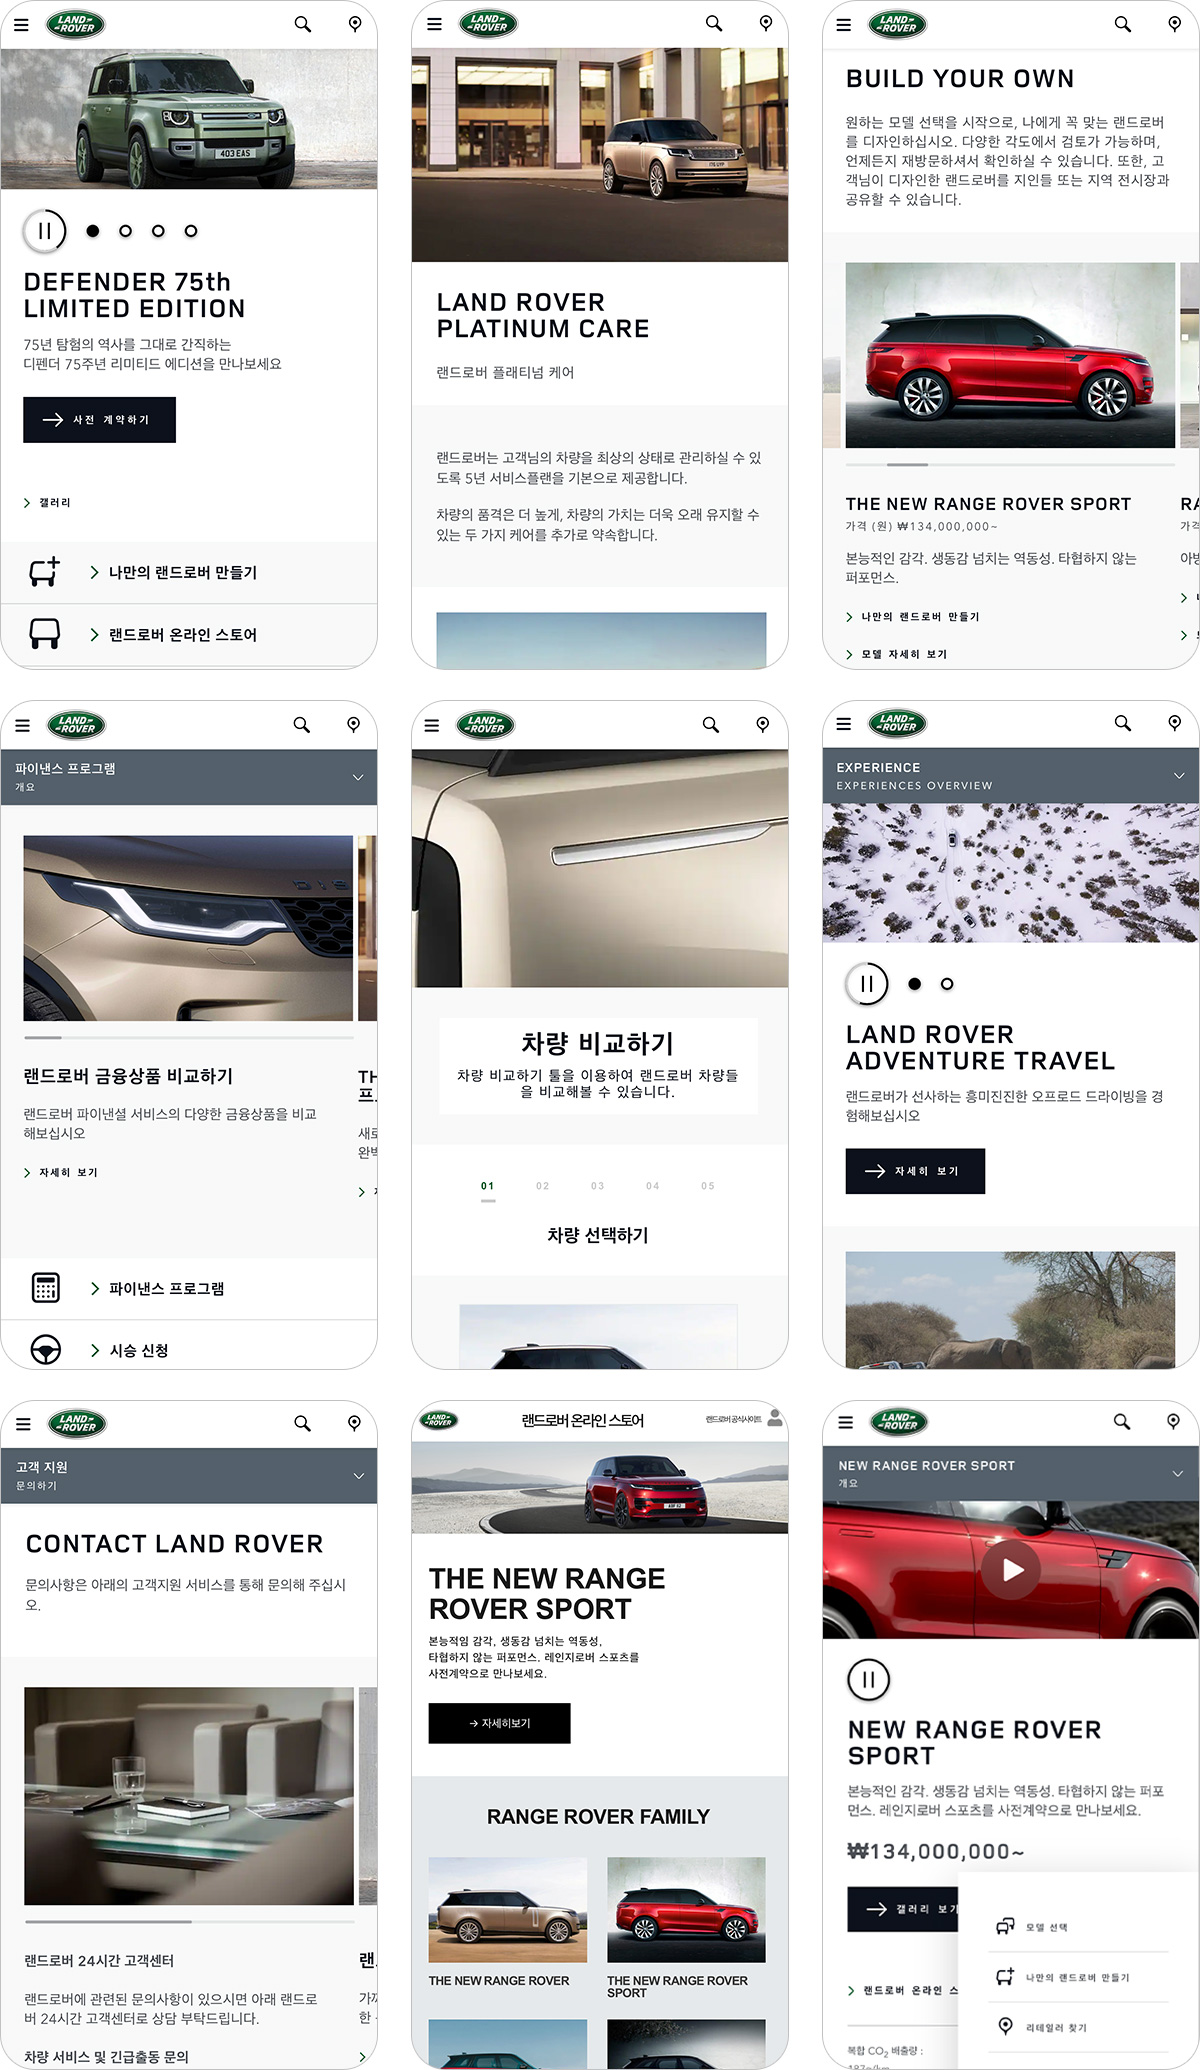 LAND-
-ROVER
403 EAS
DEFENDER 75th
LIMITED EDITION
75년 탐험의 역사를 그대로 간직하는
디펜더 75주년 리미티드 에디션을 만나보세요
사전 계약하기
갤러리
나만의 랜드로버 만들기
랜드로버 온라인 스토어
LAND-
-ROVER
LAND ROVER
PLATINUM CARE
랜드로버 플래티넘 케어
랜드로버는 고객님의 차량을 최상의 상태로 관리하실 수 있
도록 5년 서비스플랜을 기본으로 제공합니다.
차량의 품격은 더 높게, 차량의 가치는 더욱 오래 유지할 수
있는 두 가지 케어를 추가로 약속합니다.
LAND-
-ROVER
BUILD YOUR OWN
원하는 모델 선택을 시작으로, 나에게 꼭 맞는 랜드로버
를 디자인하십시오. 다양한 각도에서 검토가 가능하며,
언제든지 재방문하셔서 확인하실 수 있습니다. 또한, 고
객님이 디자인한 랜드로버를 지인들 또는 지역 전시장과
공유할 수 있습니다.
THE NEW RANGE ROVER SPORT
가격 (원) ₩134,000,000~
본능적인 감각. 생동감 넘치는 역동성. 타협하지 않는
퍼포먼스.
나만의 랜드로버 만들기
모델 자세히 보기
RA
가격
LAND-
-ROVER
파이낸스 프로그램
개요
DIS
랜드로버 금융상품 비교하기
랜드로버 파이낸셜 서비스의 다양한 금융상품을 비교
해보십시오
자세히 보기
TH
프
새로
완벽
파이낸스 프로그램
시승 신청
LAND-
-ROVER
차량 비교하기
차량 비교하기 툴을 이용하여 랜드로버 차량들
을 비교해볼 수 있습니다.
01 02 03 04 05
차량 선택하기
LAND-
-ROVER
EXPERIENCE
EXPERIENCES OVERVIEW
LAND ROVER
ADVENTURE TRAVEL
랜드로버가 선사하는 흥미진진한 오프로드 드라이빙을 경
험해보십시오
자세히 보기
LAND-
-ROVER
고객 지원
문의하기
CONTACT LAND ROVER
문의사항은 아래의 고객지원 서비스를 통해 문의해 주십시
오.
랜드로버 24시간 고객센터
랜드로버에 관련된 문의사항이 있으시면 아래 랜드로
버 24시간 고객센터로 상담 부탁드립니다.
차량 서비스 및 긴급출동 문의
랜
가까
한
LAND-
-ROVER
랜드로버 온라인 스토어
랜드로버 공식사이트
THE NEW RANGE
ROVER SPORT
본능적임 감각, 생동감 넘치는 역동성,
타협하지 않는 퍼포먼스. 레인지로버 스포츠를
사전계약으로 만나보세요.
→ 자세히보기
RANGE ROVER FAMILY
THE NEW RANGE ROVER
THE NEW RANGE ROVER
SPORT
LAND-
-ROVER
NEW RANGE ROVER SPORT
개요
NEW RANGE ROVER
SPORT
본능적인 감각. 생동감 넘치는 역동성. 타협하지 않는 퍼포
먼스. 레인지로버 스포츠를 사전계약으로 만나보세요.
₩134,000,000~
갤러리 보기
랜드로버 온라인 스
복합 CO2 배출량 :
187g/km
모델 선택
나만의 랜드로버 만들기
리테일러 찾기